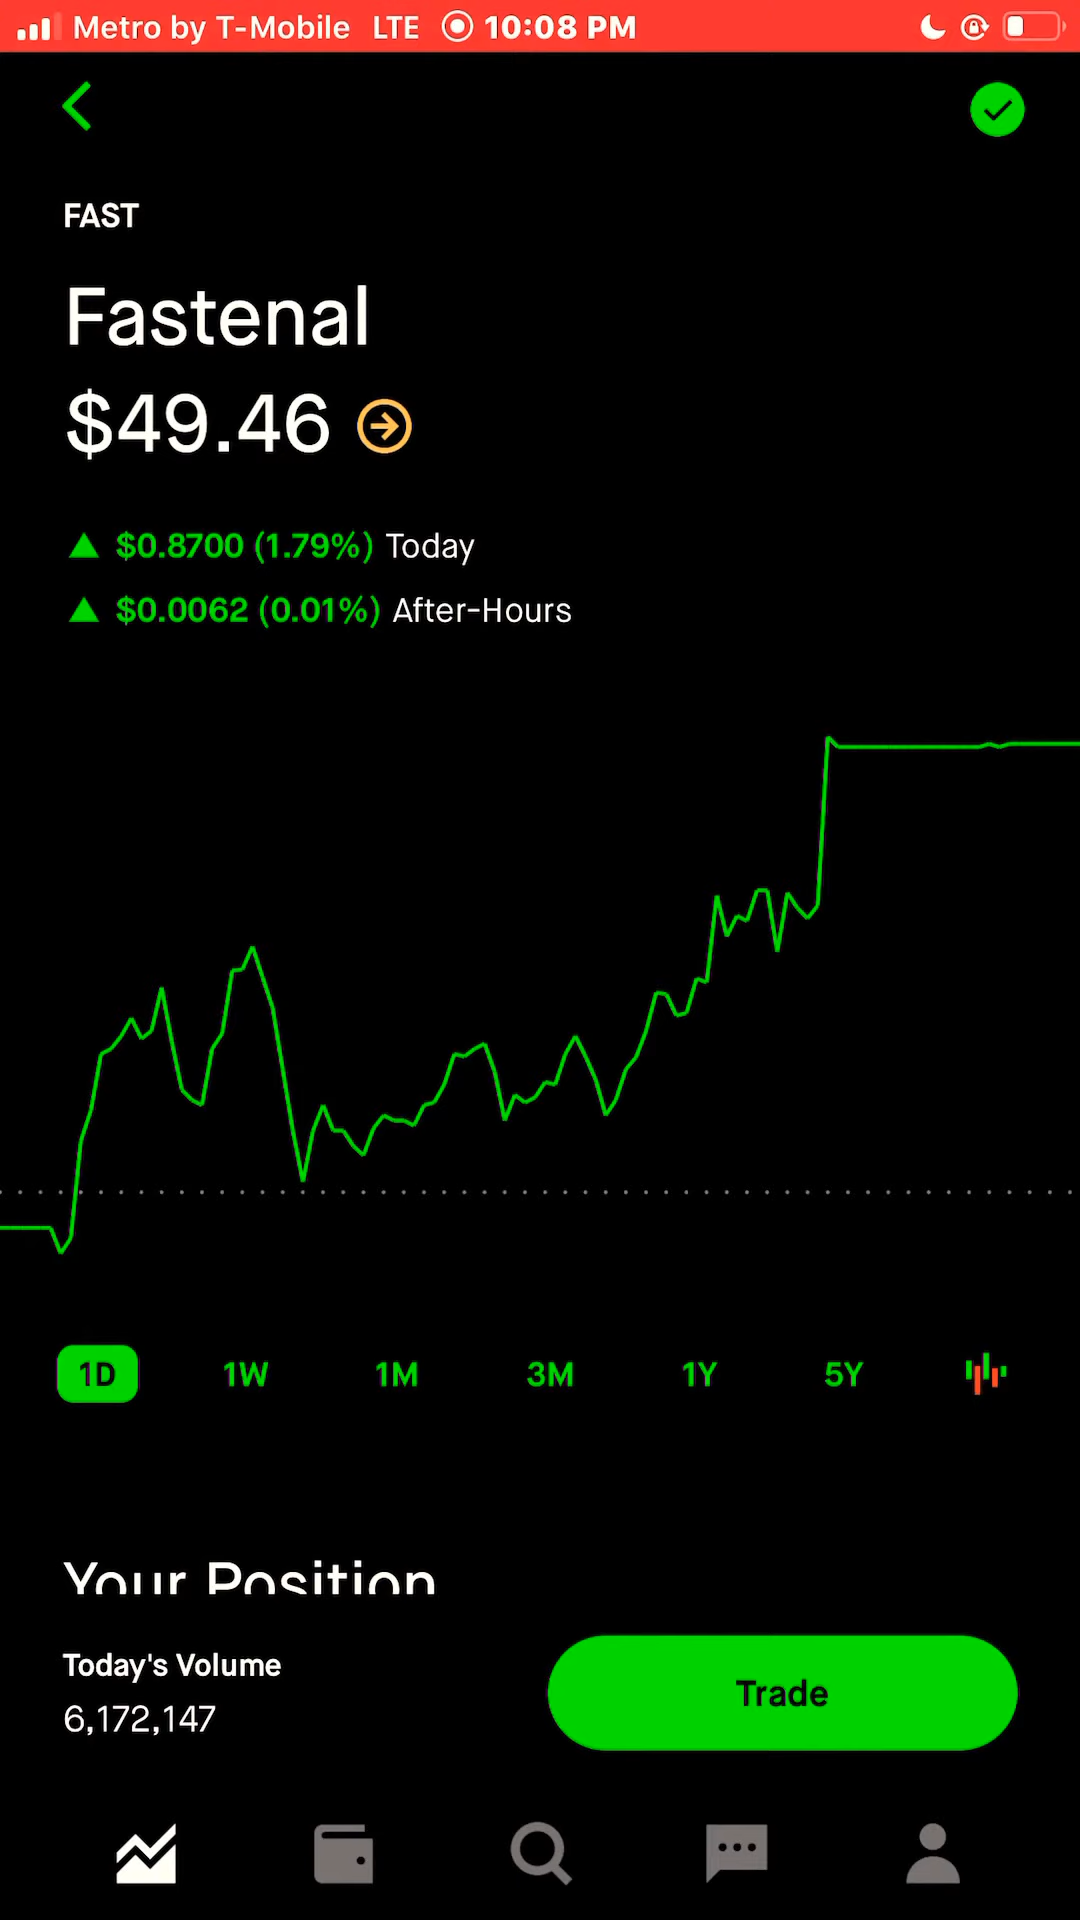 Metro by T-Mobile LTE 10:08 PM
FAST
Fastenal
$49.46
$0.8700 (1.79%) Today
$0.0062 (0.01%) After-Hours
1D 1W 1M 3M 1Y 5Y
Your Position
Today's Volume
6,172,147
Trade